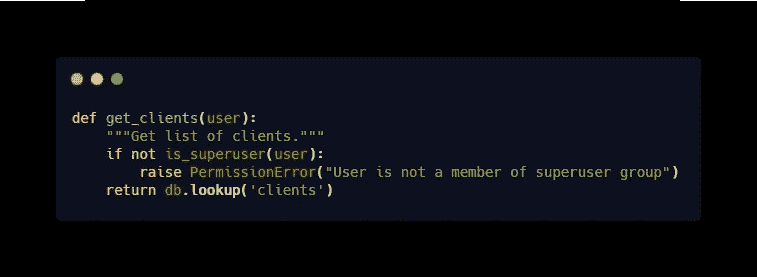 def get_clients(user):
    """Get list of clients."""
    if not is_superuser(user):
        raise PermissionError("User is not a member of superuser group")
    return db.lookup('clients')